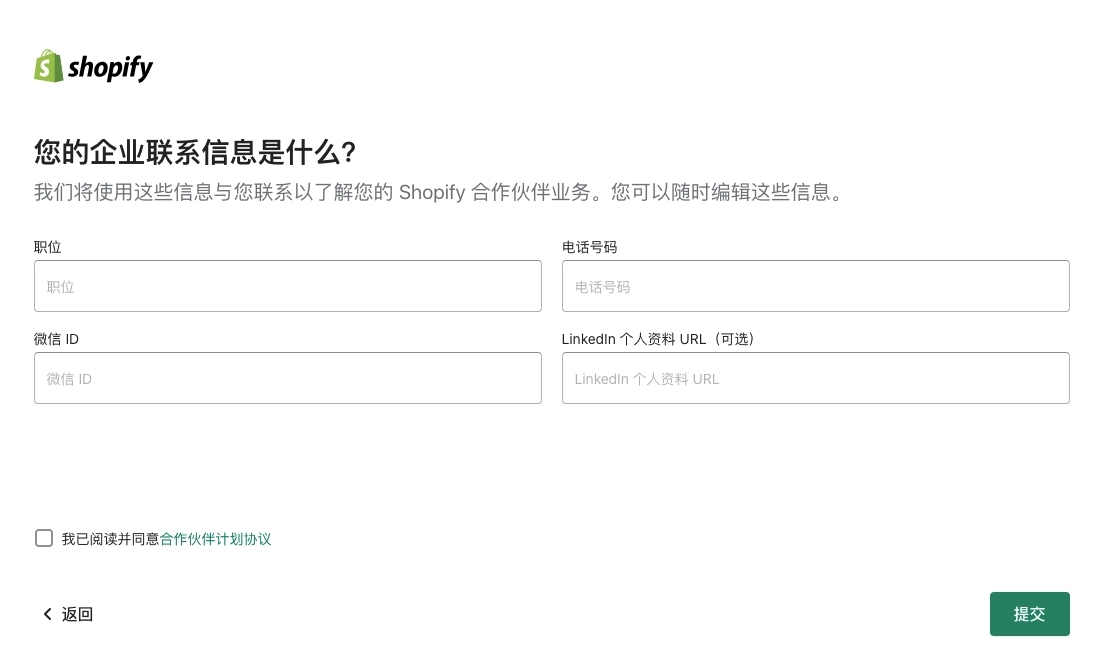 shopify
您的企业联系信息是什么?
我们将使用这些信息与您联系以了解您的 Shopify 合作伙伴业务。您可以随时编辑这些信息。
职位
电话号码
职位
电话号码
微信 ID
LinkedIn 个人资料 URL（可选）
微信 ID
LinkedIn 个人资料 URL
我已阅读并同意合作伙伴计划协议
返回
提交